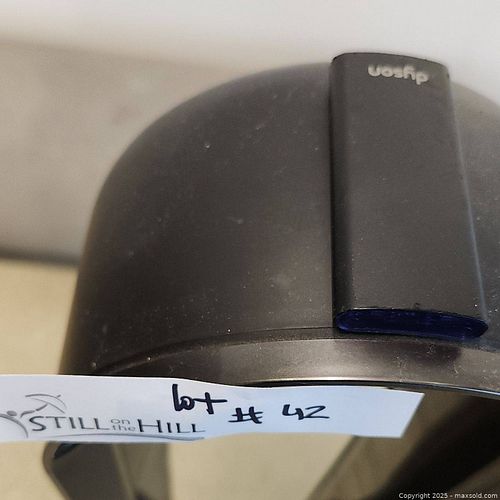 dyson
lot # 42
STILL on the HILL
Copyright 2025 - maxsold.com